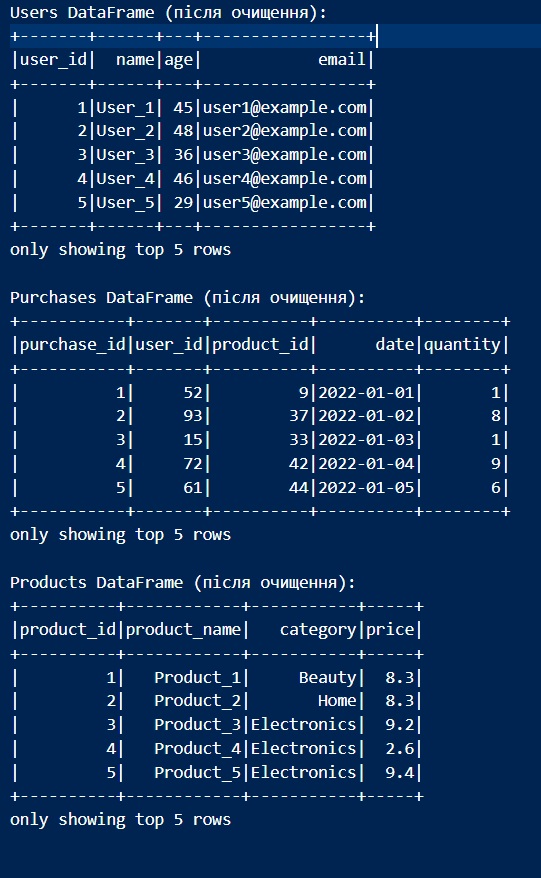 Users DataFrame (після очищення):
+-------+------+---+-----------------+
|user_id|  name|age|            email|
+-------+------+---+-----------------+
|      1|User_1| 45|user1@example.com|
|      2|User_2| 48|user2@example.com|
|      3|User_3| 36|user3@example.com|
|      4|User_4| 46|user4@example.com|
|      5|User_5| 29|user5@example.com|
+-------+------+---+-----------------+
only showing top 5 rows

Purchases DataFrame (після очищення):
+-----------+-------+----------+----------+--------+
|purchase_id|user_id|product_id|      date|quantity|
+-----------+-------+----------+----------+--------+
|          1|     52|         9|2022-01-01|       1|
|          2|     93|        37|2022-01-02|       8|
|          3|     15|        33|2022-01-03|       1|
|          4|     72|        42|2022-01-04|       9|
|          5|     61|        44|2022-01-05|       6|
+-----------+-------+----------+----------+--------+
only showing top 5 rows

Products DataFrame (після очищення):
+----------+------------+-----------+-----+
|product_id|product_name|   category|price|
+----------+------------+-----------+-----+
|         1|   Product_1|     Beauty|  8.3|
|         2|   Product_2|       Home|  8.3|
|         3|   Product_3|Electronics|  9.2|
|         4|   Product_4|Electronics|  2.6|
|         5|   Product_5|Electronics|  9.4|
+----------+------------+-----------+-----+
only showing top 5 rows